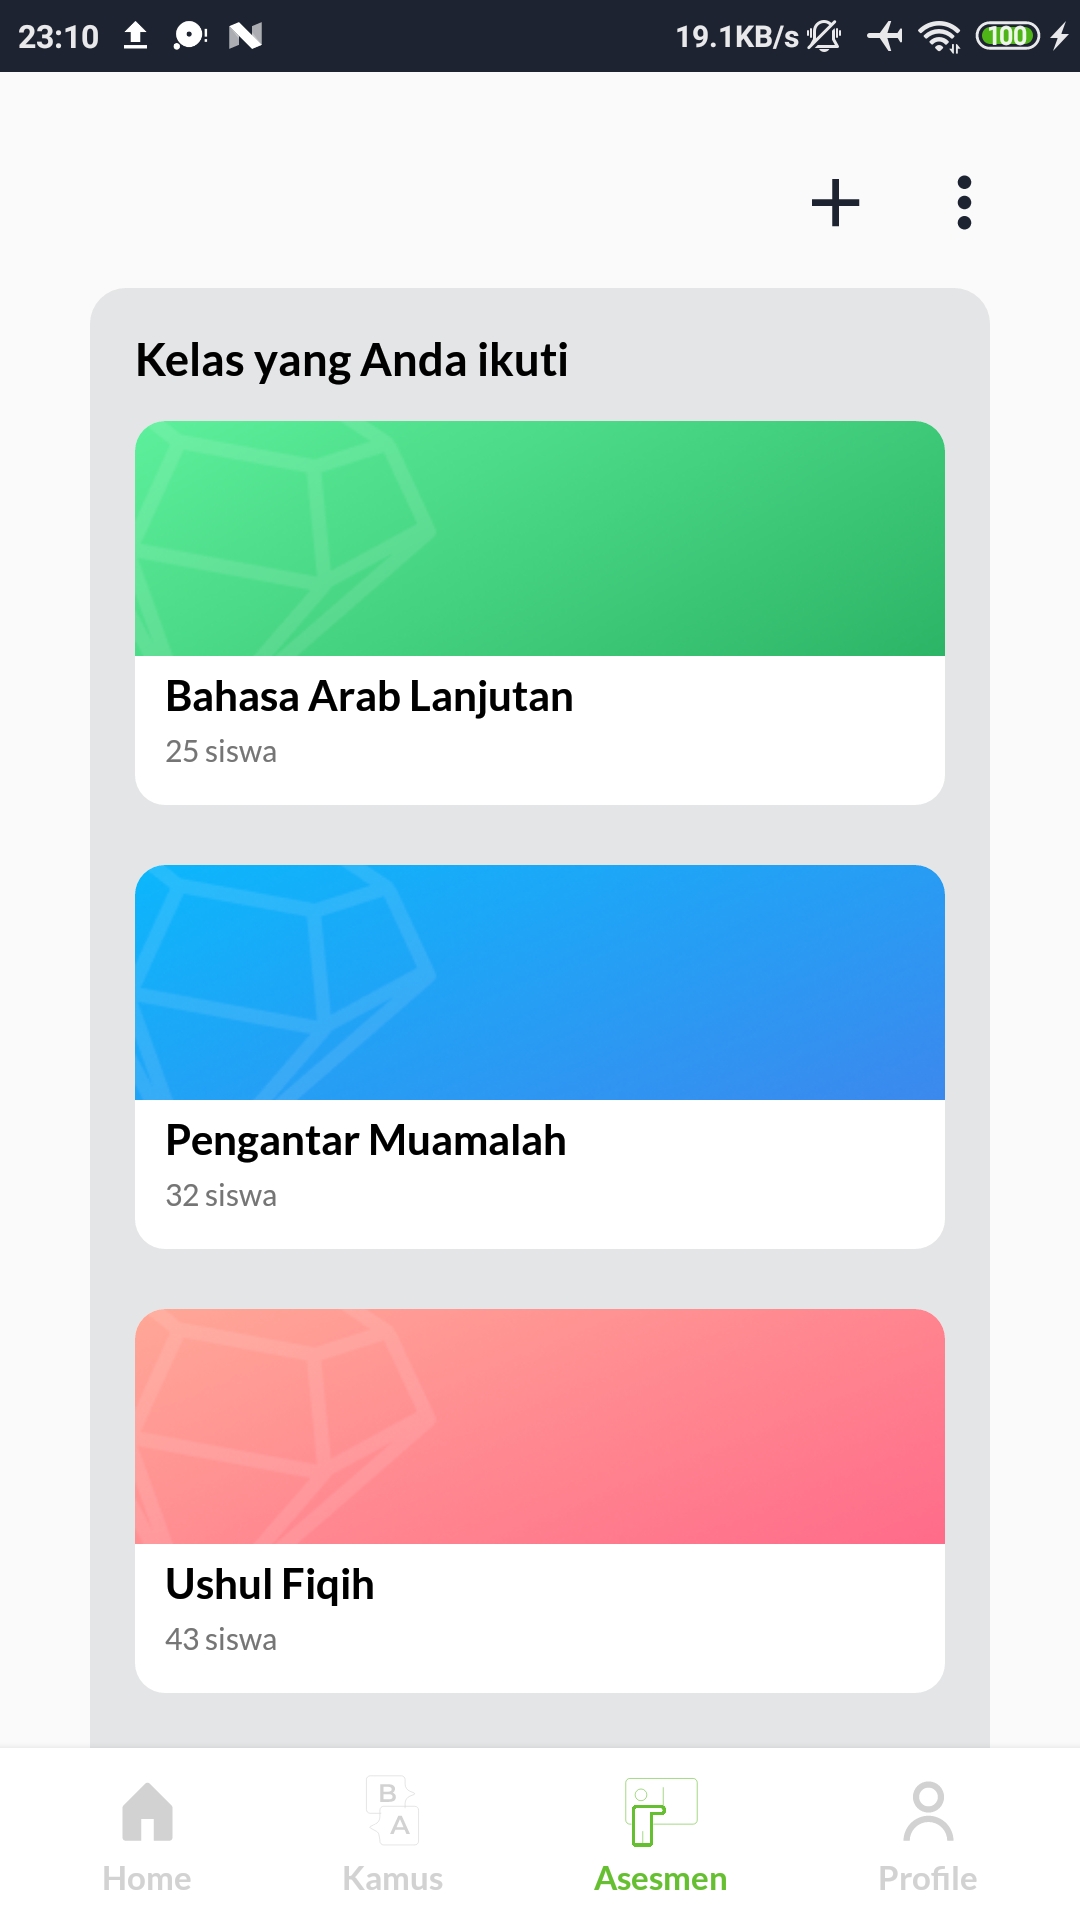 23:10 19.1KB/s 100
Kelas yang Anda ikuti
Bahasa Arab Lanjutan
25 siswa
Pengantar Muamalah
32 siswa
Ushul Fiqih
43 siswa
B
A
Home Kamus Asesmen Profile